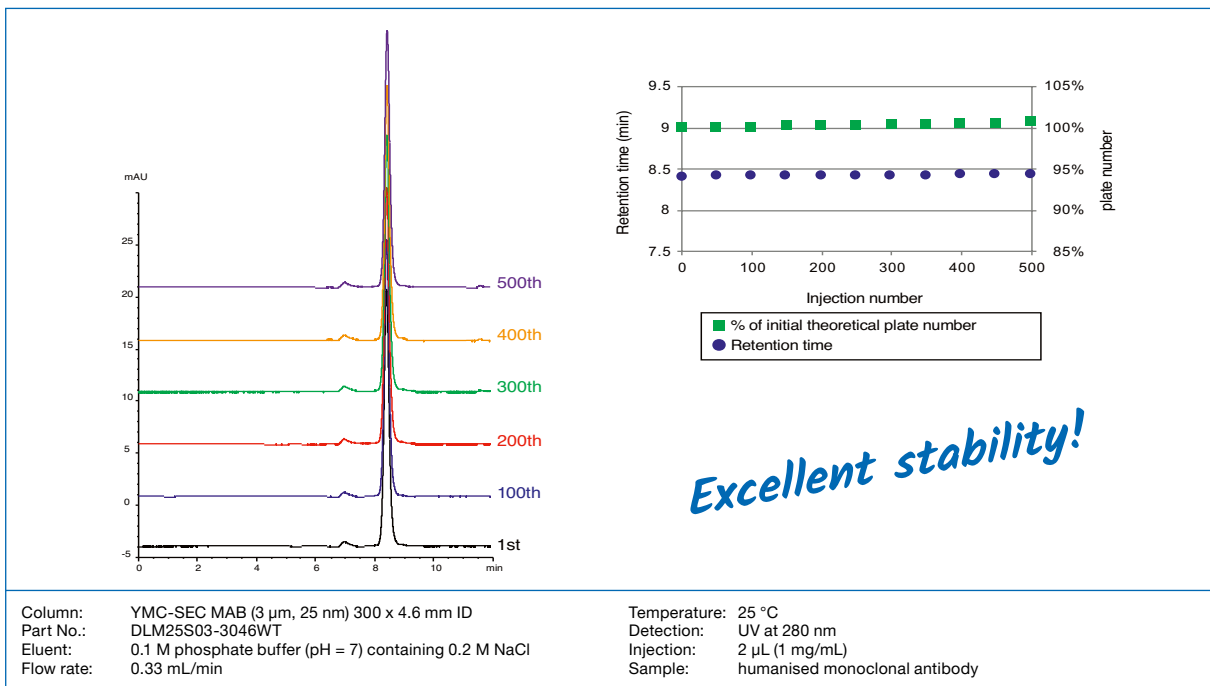 mAU
25
20
15
10
5
0
-5
0 2 4 6 8 10 min
500th
400th
300th
200th
100th
1st
9.5 105%
9 100%
8.5 95%
8 90%
7.5 85%
0 100 200 300 400 500
Retention time (min)
plate number
Injection number
% of initial theoretical plate number
Retention time
Excellent stability!
Column: YMC-SEC MAB (3 µm, 25 nm) 300 x 4.6 mm ID
Part No.: DLM25S03-3046WT
Eluent: 0.1 M phosphate buffer (pH = 7) containing 0.2 M NaCl
Flow rate: 0.33 mL/min
Temperature: 25 °C
Detection: UV at 280 nm
Injection: 2 µL (1 mg/mL)
Sample: humanised monoclonal antibody